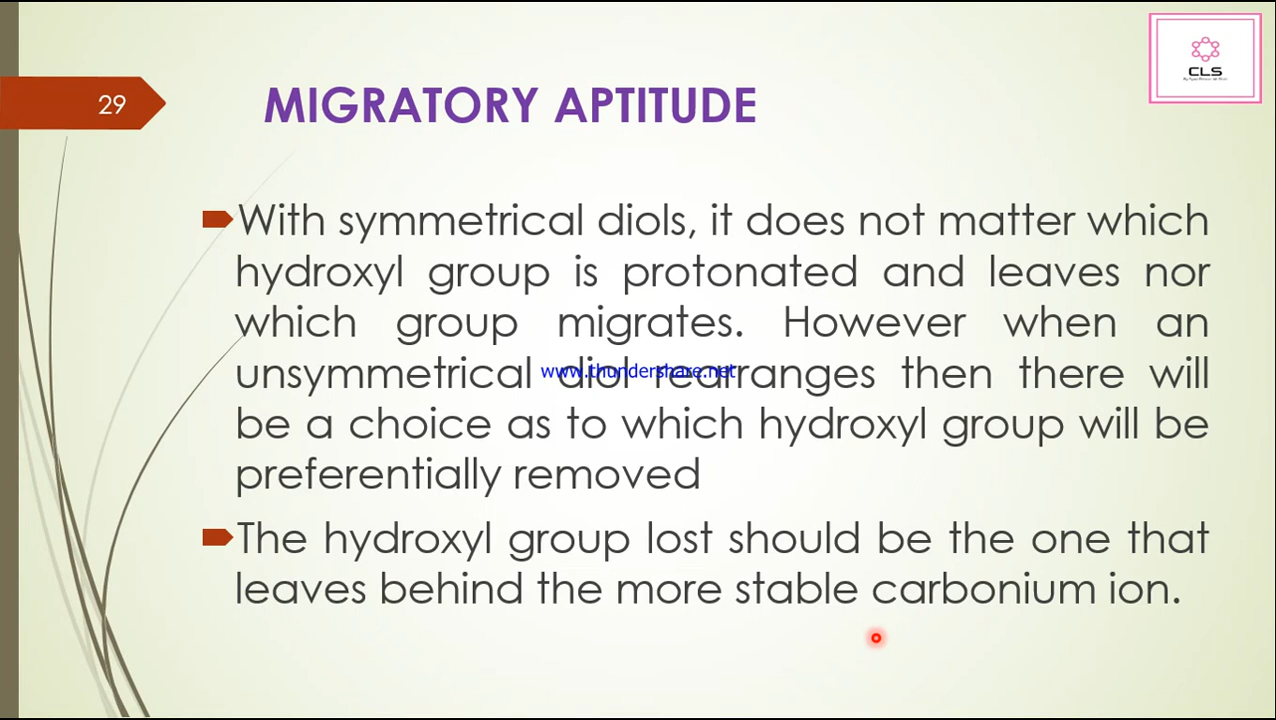 29
MIGRATORY APTITUDE
CLS
With symmetrical diols, it does not matter which
hydroxyl group is protonated and leaves nor
which group migrates. However when an
unsymmetrical diol rearranges then there will
www.thundershare.net
be a choice as to which hydroxyl group will be
preferentially removed
The hydroxyl group lost should be the one that
leaves behind the more stable carbonium ion.